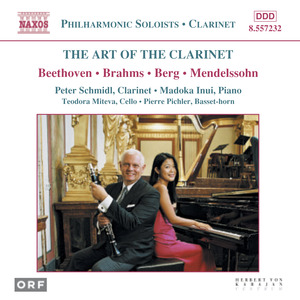 NAXOS
PHILHARMONIC SOLOISTS • CLARINET
DDD
8.557232
THE ART OF THE CLARINET
Beethoven • Brahms • Berg • Mendelssohn
Peter Schmidl, Clarinet • Madoka Inui, Piano
Teodora Miteva, Cello • Pierre Pichler, Basset-horn
ORF
HERBERT VON
KARAJAN